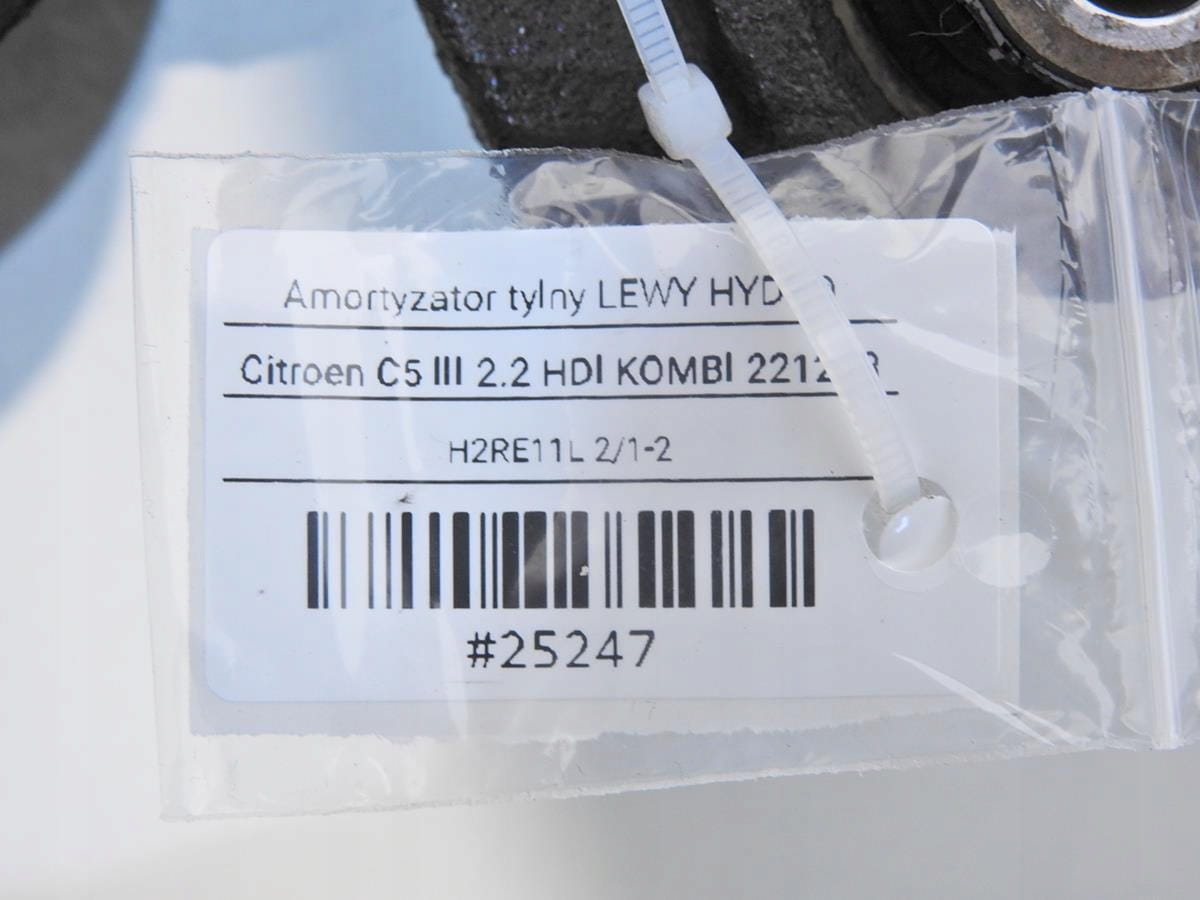 Amortyzator tylny LEWY
Citroen C5 III 2.2 HDI KOMBI
H2RE11L 2/1-2
#25247